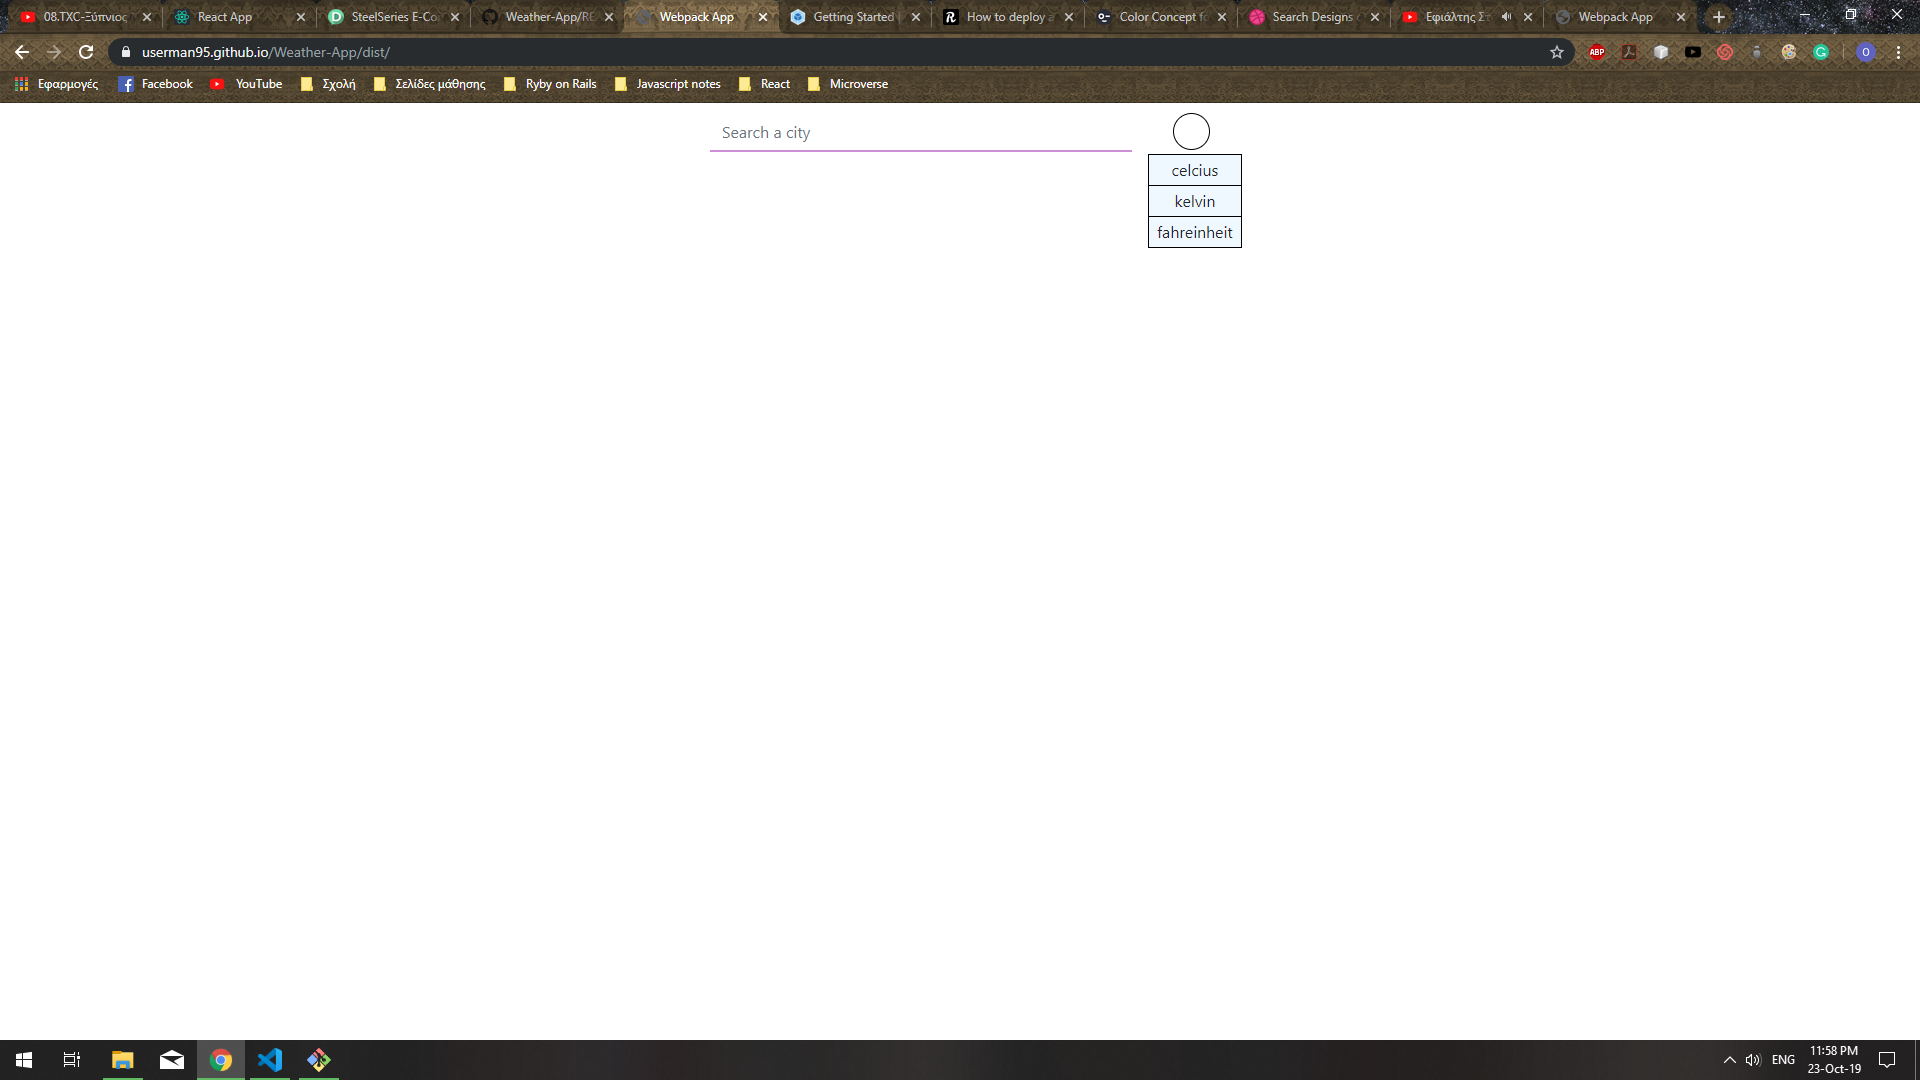 08.TXC-Ξύπνιος
React App
SteelSeries E-Co
Weather-App/RE
Webpack App
Getting Started
How to deploy a
Color Concept fo
Search Designs
Εφιάλτης Στ
Webpack App
userman95.github.io/Weather-App/dist/
ABP
G
O
Εφαρμογές
Facebook
YouTube
Σχολή
Σελίδες μάθησης
Ryby on Rails
Javascript notes
React
Microverse
Search a city
celcius
kelvin
fahreinheit
ENG
11:58 PM
23-Oct-19